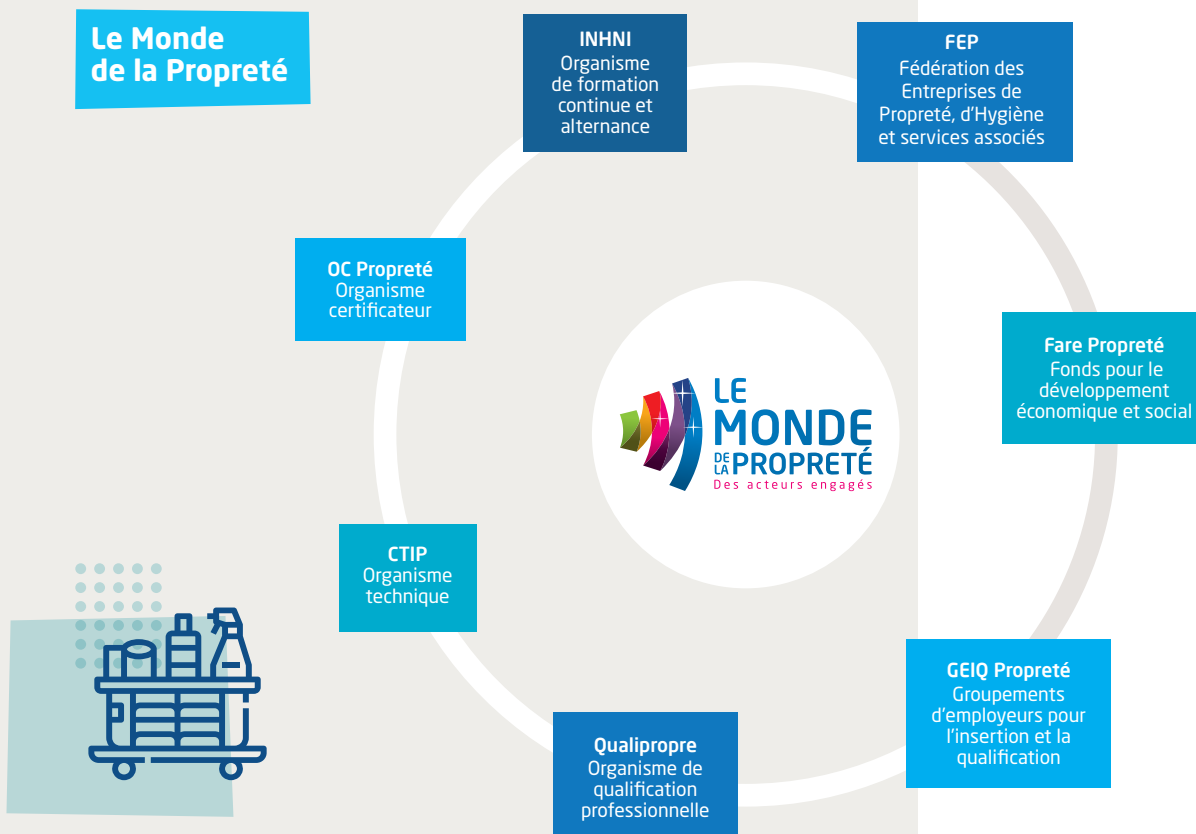 Le Monde
de la Propreté
INHNI
Organisme
de formation
continue et
alternance
FEP
Fédération des
Entreprises de
Propreté, d'Hygiène
et services associés
OC Propreté
Organisme
certificateur
Fare Propreté
Fonds pour le
développement
économique et social
LE
MONDE
DE LA PROPRETÉ
Des acteurs engagés
CTIP
Organisme
technique
GEIQ Propreté
Groupements
d'employeurs pour
l'insertion et la
qualification
Qualipropre
Organisme de
qualification
professionnelle